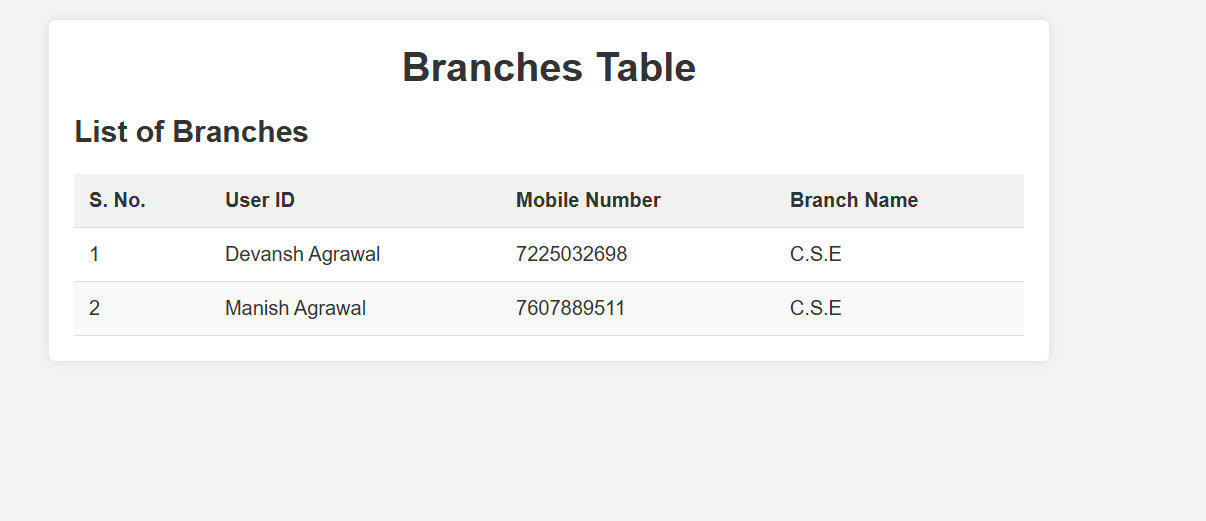 Branches Table
List of Branches
S. No. User ID Mobile Number Branch Name
1 Devansh Agrawal 7225032698 C.S.E
2 Manish Agrawal 7607889511 C.S.E